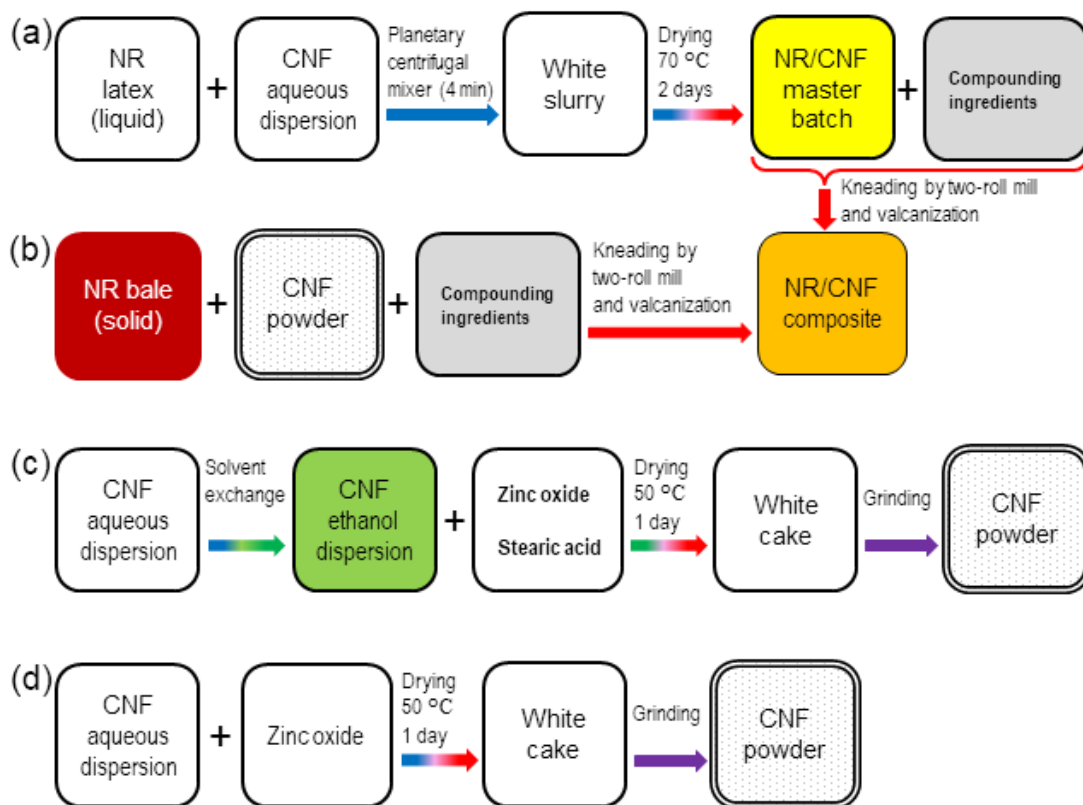 (a)
NR
latex
(liquid)
+
CNF
aqueous
dispersion
Planetary
centrifugal
mixer (4 min)
White
slurry
Drying
70 °C
2 days
NR/CNF
master
batch
+
Compounding
ingredients
Kneading by two-roll mill
and valcanization
(b)
NR bale
(solid)
+
CNF
powder
+
Compounding
ingredients
Kneading by
two-roll mill
and valcanization
NR/CNF
composite
(c)
CNF
aqueous
dispersion
Solvent
exchange
CNF
ethanol
dispersion
+
Zinc oxide
Stearic acid
Drying
50 °C
1 day
White
cake
Grinding
CNF
powder
(d)
CNF
aqueous
dispersion
+
Zinc oxide
Drying
50 °C
1 day
White
cake
Grinding
CNF
powder